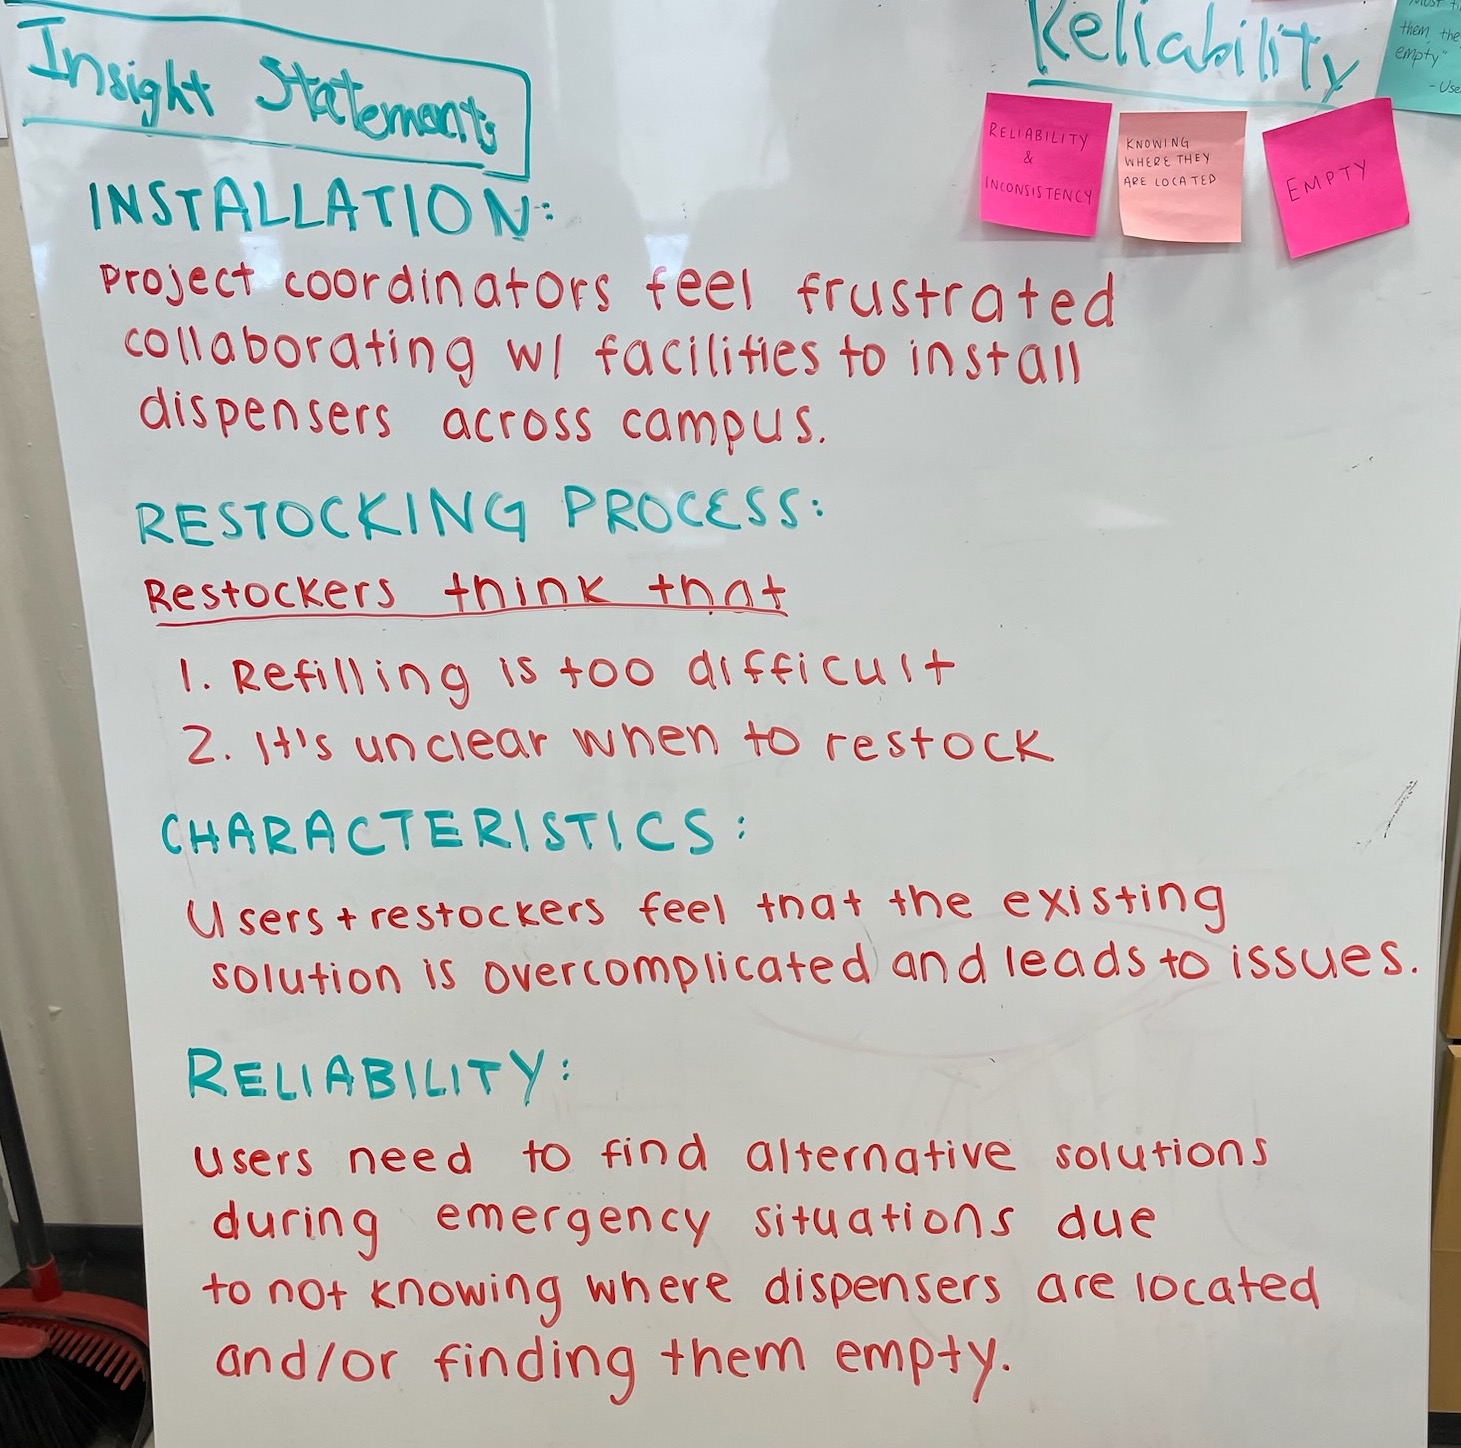 Insight Statements
INSTALLATION:
Project coordinators feel frustrated
collaborating w/ facilities to install
dispensers across campus.
RESTOCKING PROCESS:
Restockers think that
1. Refilling is too difficult
2. It's unclear when to restock
CHARACTERISTICS:
Users + restockers feel that the existing
solution is overcomplicated and leads to issues.
RELIABILITY:
users need to find alternative solutions
during emergency situations due
to not knowing where dispensers are located
and/or finding them empty.
Reliability
RELIABILITY
&
INCONSISTENCY
KNOWING
WHERE THEY
ARE LOCATED
EMPTY
them, the
empty"